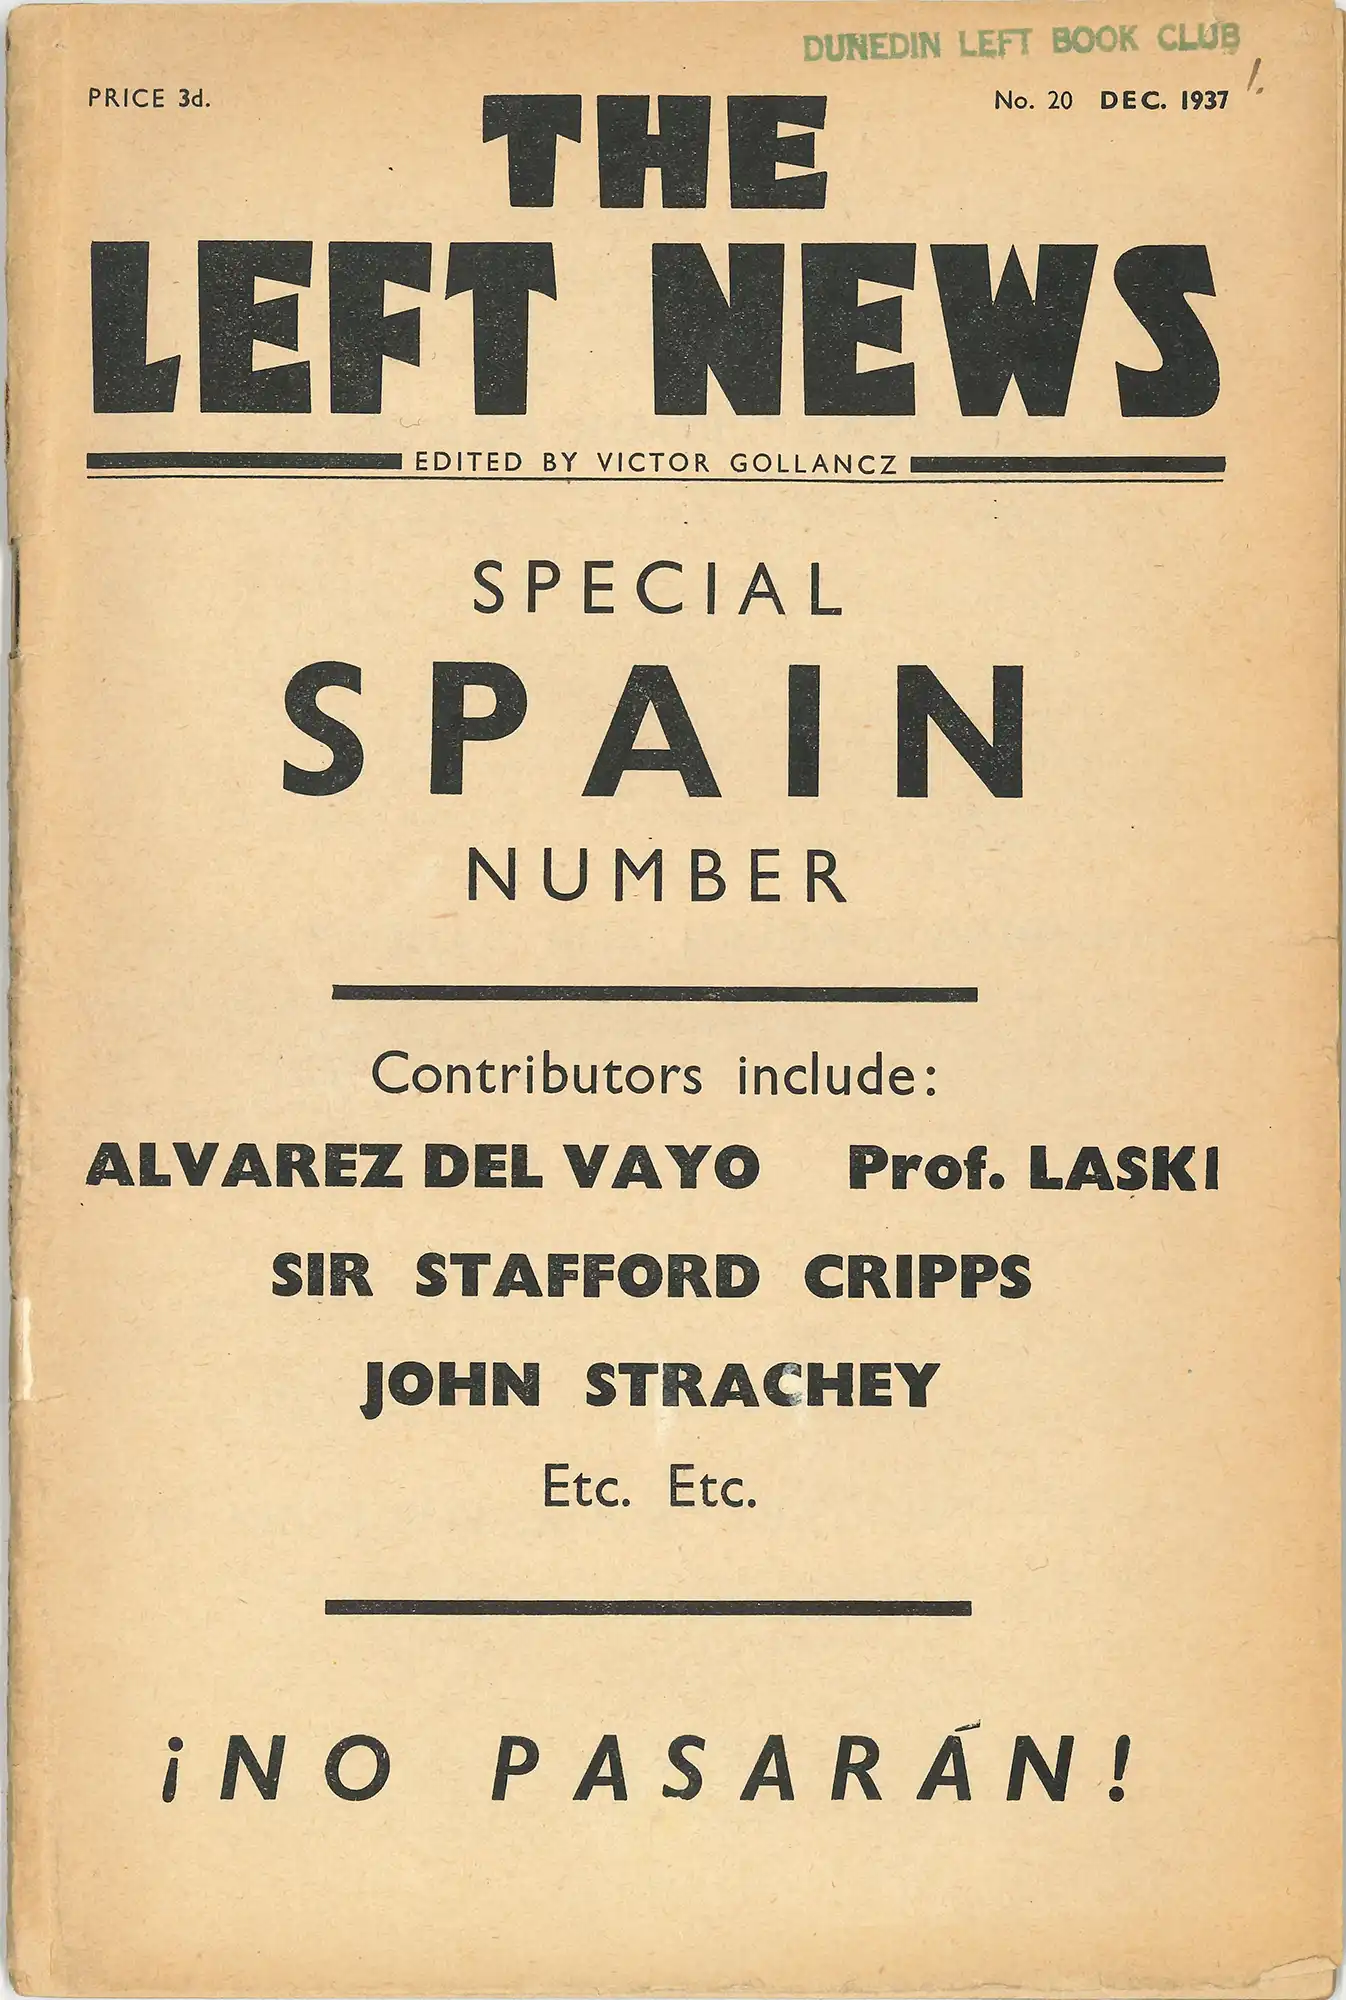 DUNEDIN LEFT BOOK CLUB
PRICE 3d.
No. 20 DEC. 1937
THE
LEFT NEWS
EDITED BY VICTOR GOLLANCZ
SPECIAL
SPAIN
NUMBER
Contributors include:
ALVAREZ DEL VAYO Prof. LASKI
SIR STAFFORD CRIPPS
JOHN STRACHEY
Etc. Etc.
¡NO PASARÁN!